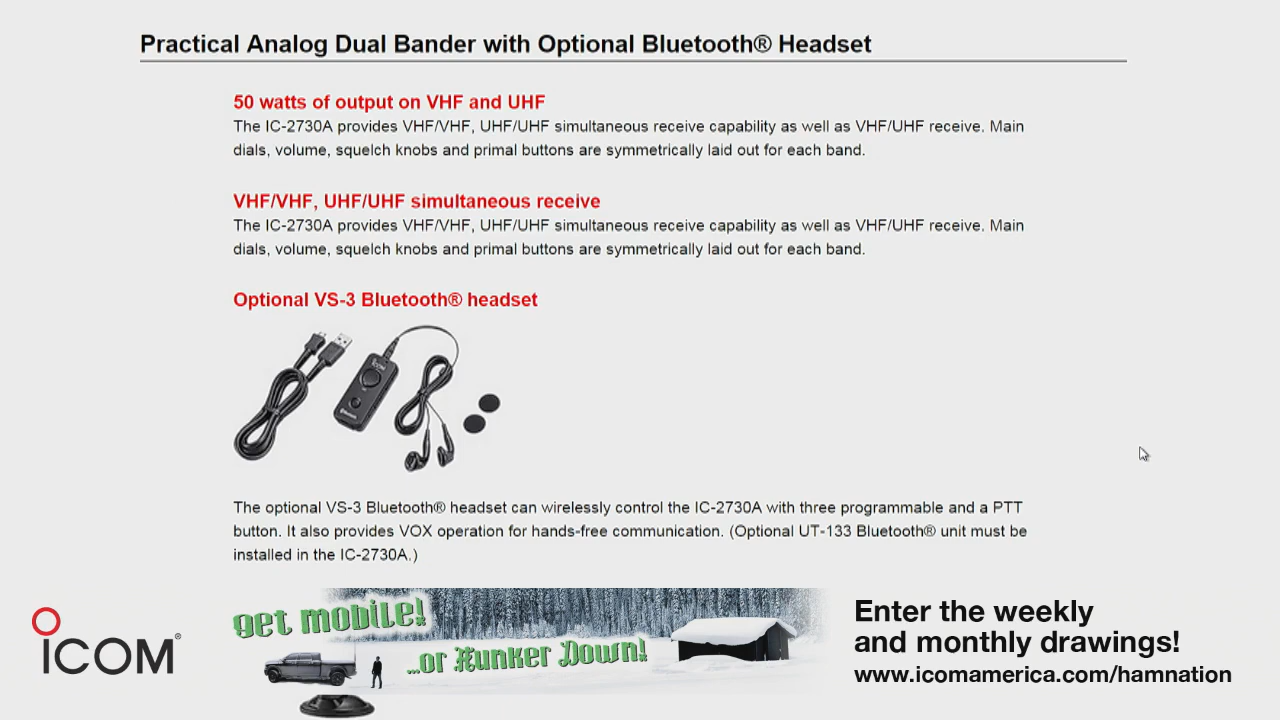 Practical Analog Dual Bander with Optional Bluetooth® Headset
50 watts of output on VHF and UHF
The IC-2730A provides VHF/VHF, UHF/UHF simultaneous receive capability as well as VHF/UHF receive. Main
dials, volume, squelch knobs and primal buttons are symmetrically laid out for each band.
VHF/VHF, UHF/UHF simultaneous receive
The IC-2730A provides VHF/VHF, UHF/UHF simultaneous receive capability as well as VHF/UHF receive. Main
dials, volume, squelch knobs and primal buttons are symmetrically laid out for each band.
Optional VS-3 Bluetooth® headset
ICOM
The optional VS-3 Bluetooth® headset can wirelessly control the IC-2730A with three programmable and a PTT
button. It also provides VOX operation for hands-free communication. (Optional UT-133 Bluetooth® unit must be
installed in the IC-2730A.)
ICOM®
get mobile!
...or Hunker Down!
Enter the weekly
and monthly drawings!
www.icomamerica.com/hamnation